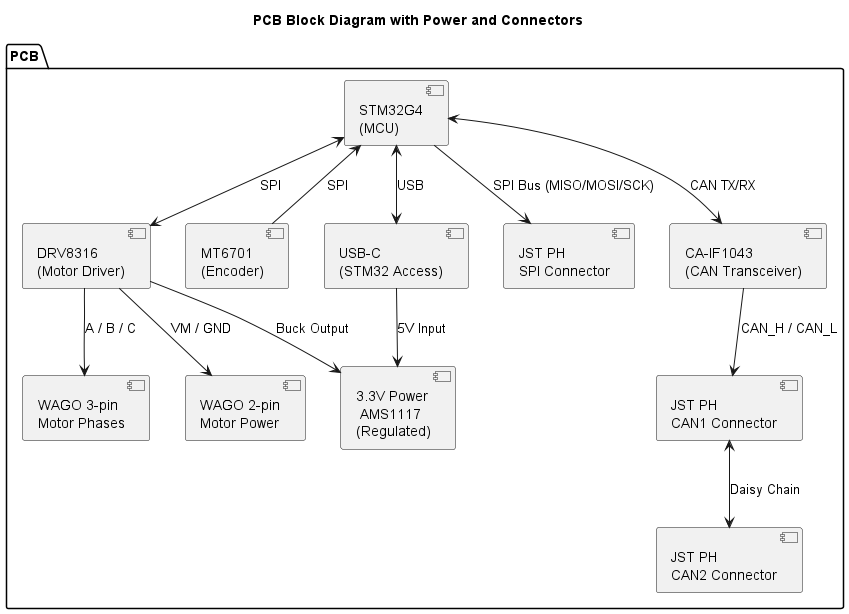 PCB Block Diagram with Power and Connectors
PCB
STM32G4
(MCU)
SPI
SPI
USB
SPI Bus (MISO/MOSI/SCK)
CAN TX/RX
DRV8316
(Motor Driver)
MT6701
(Encoder)
USB-C
(STM32 Access)
JST PH
SPI Connector
CA-IF1043
(CAN Transceiver)
A / B / C
VM / GND
Buck Output
5V Input
CAN_H / CAN_L
WAGO 3-pin
Motor Phases
WAGO 2-pin
Motor Power
3.3V Power
AMS1117
(Regulated)
JST PH
CAN1 Connector
Daisy Chain
JST PH
CAN2 Connector